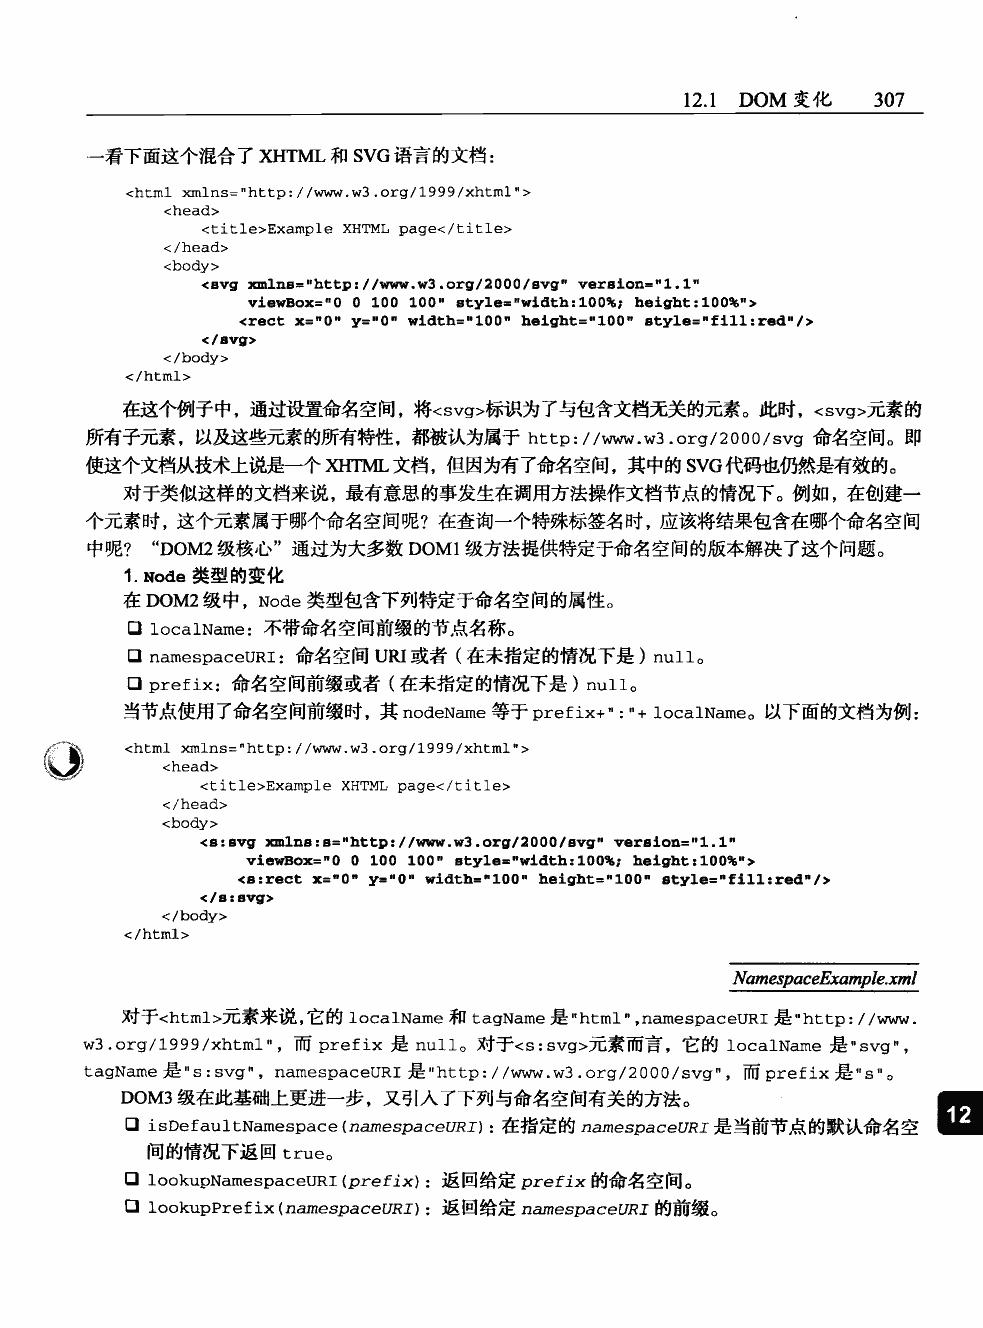 12.1 DOM 变化 307
一看下面这个混合了 XHTML 和 SVG 语言的文档：
<html xmlns="http://www.w3.org/1999/xhtml">
<head>
<title>Example XHTML page</title>
</head>
<body>
<svg xmlns="http://www.w3.org/2000/svg" version="1.1"
viewBox="0 0 100 100" style="width:100%; height:100%">
<rect x="0" y="0" width="100" height="100" style="fill:red"/>
</svg>
</body>
</html>
在这个例子中，通过设置命名空间，将<svg>标识为了与包含文档无关的元素。此时，<svg>元素的
所有子元素，以及这些元素的所有特性，都被认为属于 http://www.w3.org/2000/svg 命名空间。即
使这个文档从技术上说是一个 XHTML 文档，但因为有了命名空间，其中的 SVG 代码也仍然是有效的。
对于类似这样的文档来说，最有意思的事发生在调用方法操作文档节点的情况下。例如，在创建一
个元素时，这个元素属于哪个命名空间呢？在查询一个特殊标签名时，应该将结果包含在哪个命名空间
中呢？“DOM2 级核心”通过为大多数 DOM1 级方法提供特定于命名空间的版本解决了这个问题。
1. Node 类型的变化
在 DOM2 级中，Node 类型包含下列特定于命名空间的属性。
❑ localName：不带命名空间前缀的节点名称。
❑ namespaceURI：命名空间 URI 或者（在未指定的情况下是）null。
❑ prefix：命名空间前缀或者（在未指定的情况下是）null。
当节点使用了命名空间前缀时，其 nodeName 等于 prefix+":"+ localName。以下面的文档为例：
<html xmlns="http://www.w3.org/1999/xhtml">
<head>
<title>Example XHTML page</title>
</head>
<body>
<s:svg xmlns:s="http://www.w3.org/2000/svg" version="1.1"
viewBox="0 0 100 100" style="width:100%; height:100%">
<s:rect x="0" y="0" width="100" height="100" style="fill:red"/>
</s:svg>
</body>
</html>
NamespaceExample.xml
对于<html>元素来说，它的 localName 和 tagName 是"html"，namespaceURI 是"http://www.
w3.org/1999/xhtml"，而 prefix 是 null。对于<s:svg>元素而言，它的 localName 是"svg"，
tagName 是"s:svg"，namespaceURI 是"http://www.w3.org/2000/svg"，而 prefix 是"s"。
DOM3 级在此基础上更进一步，又引入了下列与命名空间有关的方法。
❑ isDefaultNamespace(namespaceURI)：在指定的 namespaceURI 是当前节点的默认命名空
间的情况下返回 true。
❑ lookupNamespaceURI(prefix)：返回给定 prefix 的命名空间。
❑ lookupPrefix(namespaceURI)：返回给定 namespaceURI 的前缀。
12